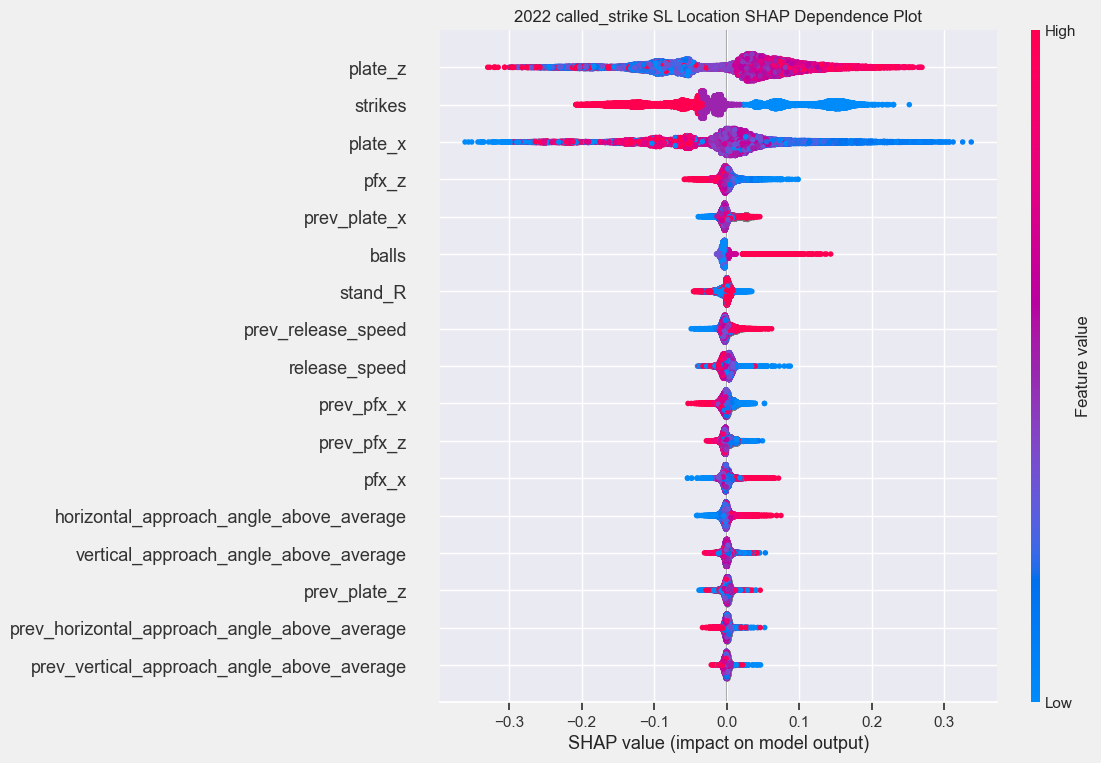 2022 called_strike SL Location SHAP Dependence Plot
High
plate_z
strikes
plate_x
pfx_z
prev_plate_x
balls
stand_R
prev_release_speed
release_speed
prev_pfx_x
prev_pfx_z
pfx_x
horizontal_approach_angle_above_average
vertical_approach_angle_above_average
prev_plate_z
prev_horizontal_approach_angle_above_average
prev_vertical_approach_angle_above_average
Feature value
Low
−0.3 −0.2 −0.1 0.0 0.1 0.2 0.3
SHAP value (impact on model output)